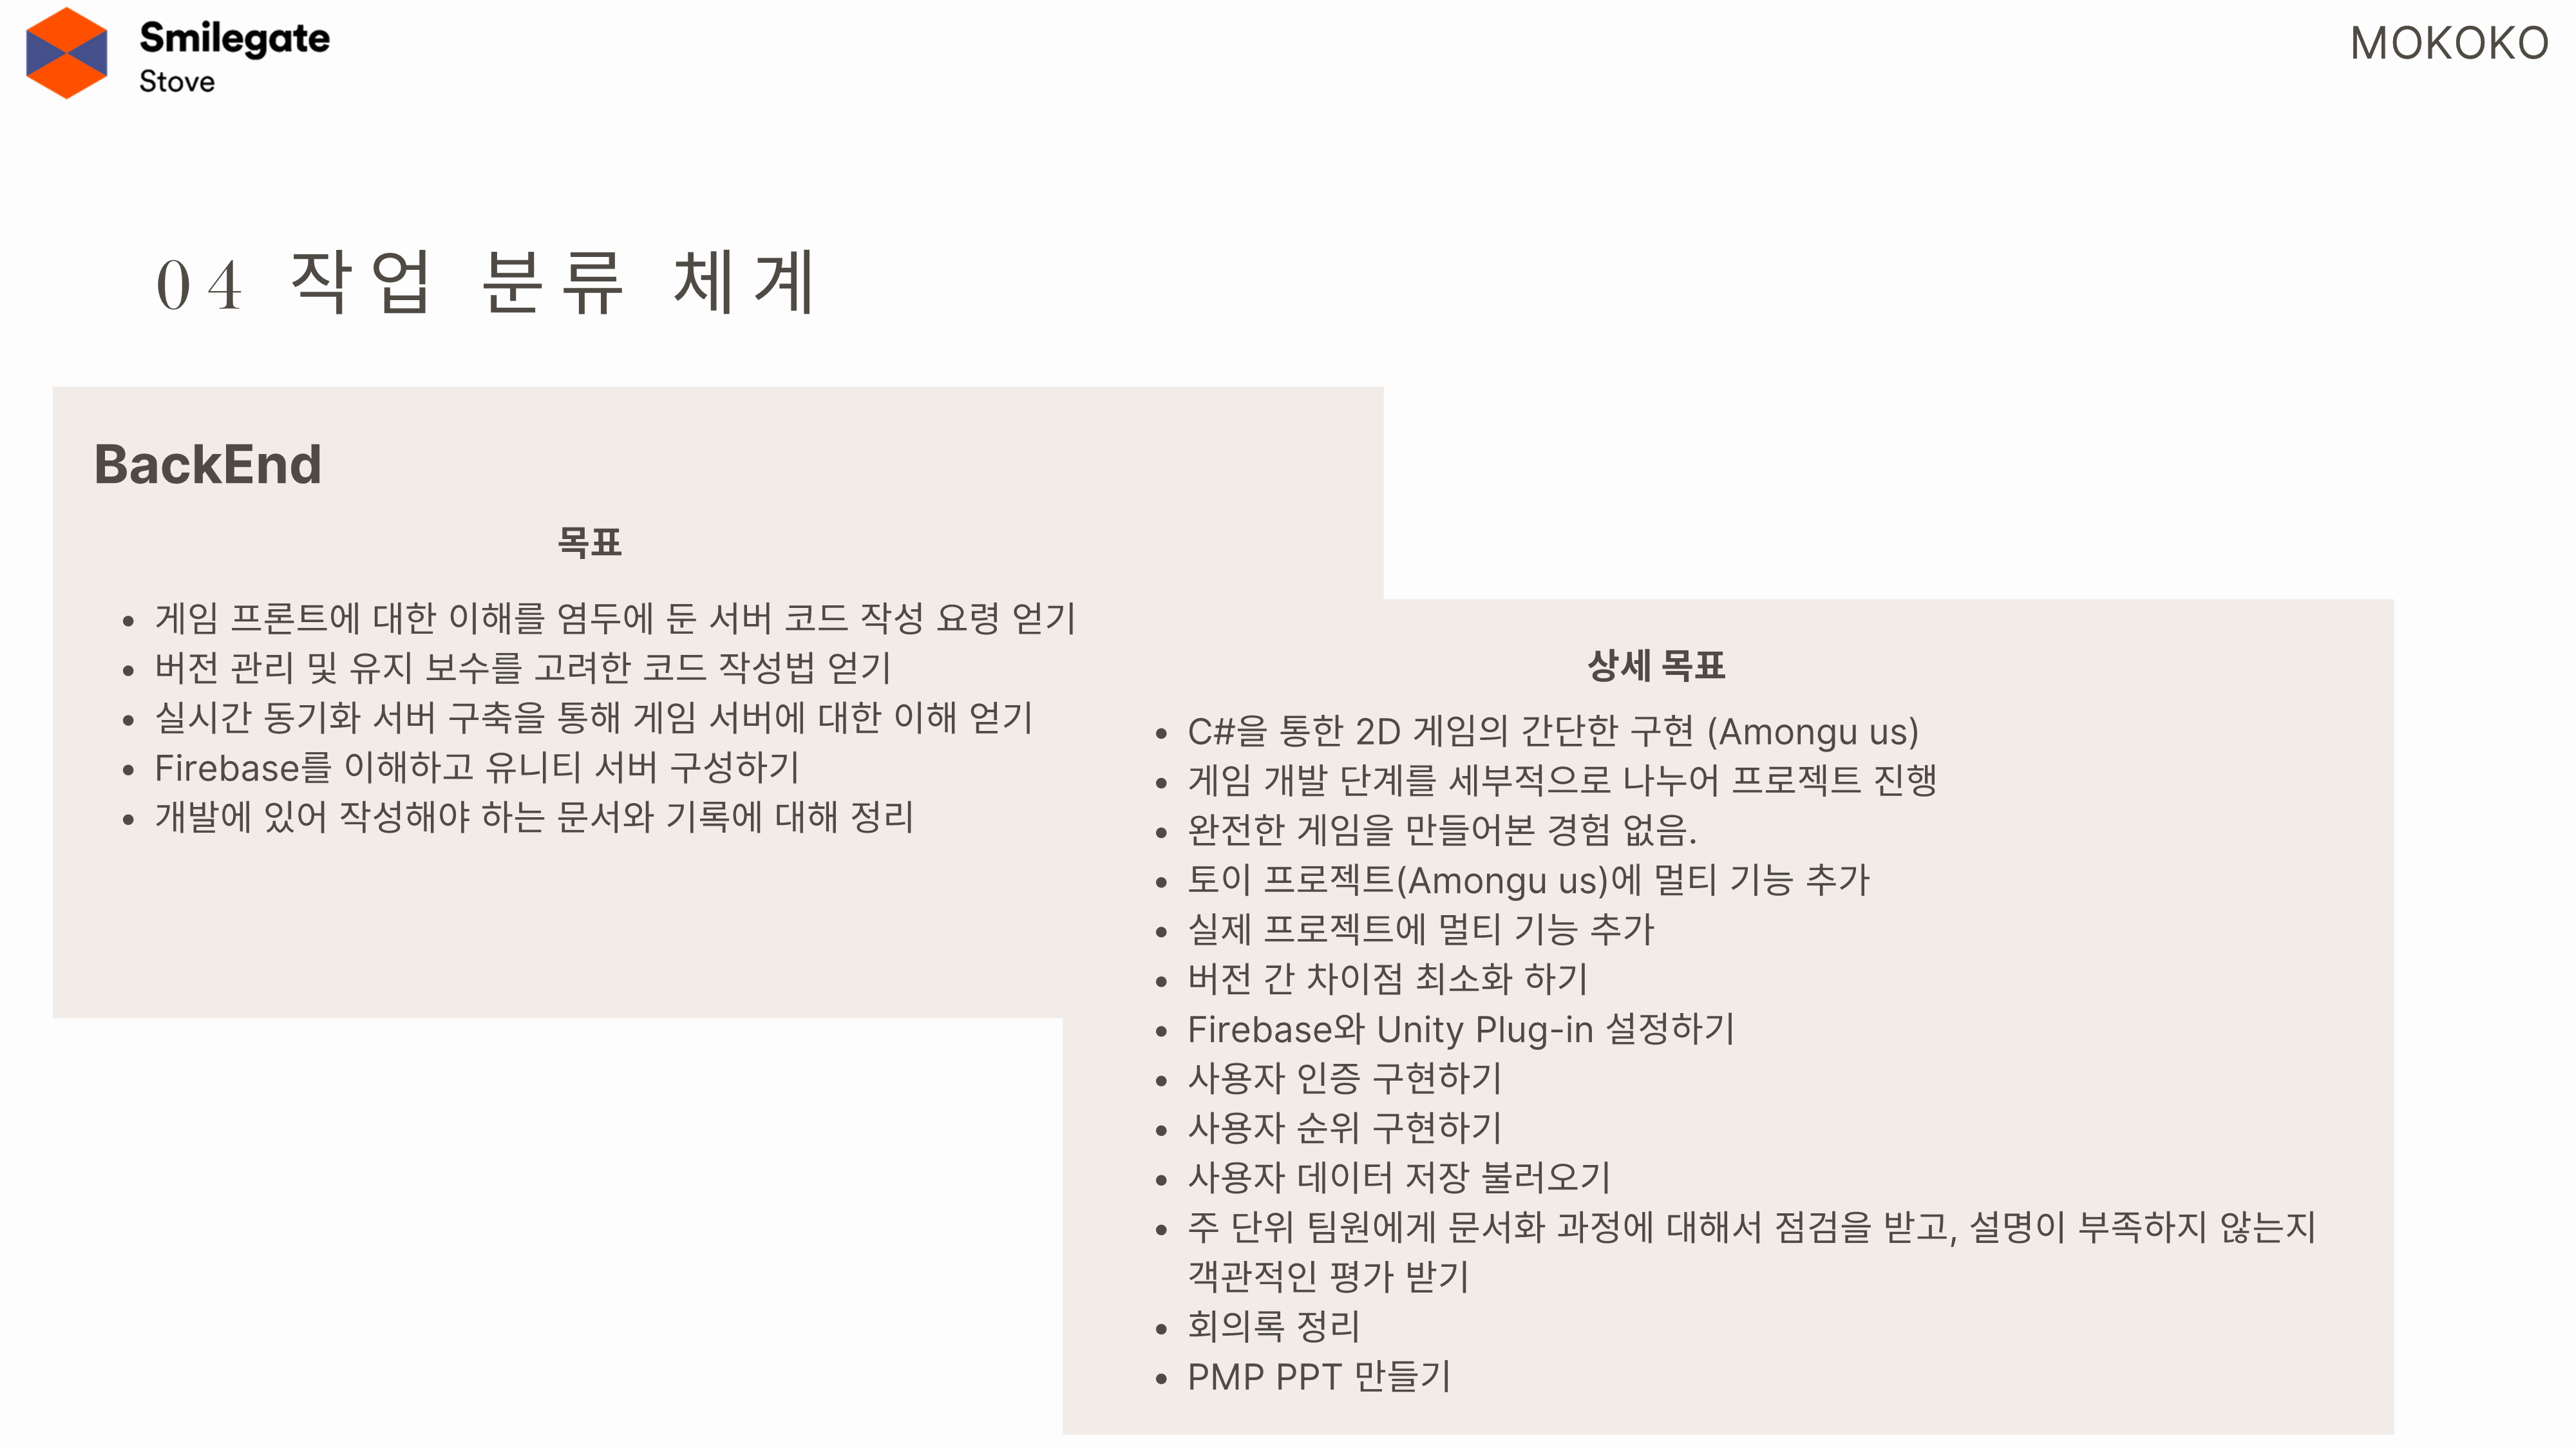 Smilegate
Stove
MOKOKO
04 작업 분류 체계
BackEnd
목표
• 게임 프론트에 대한 이해를 염두에 둔 서버 코드 작성 요령 얻기
• 버전 관리 및 유지 보수를 고려한 코드 작성법 얻기
• 실시간 동기화 서버 구축을 통해 게임 서버에 대한 이해 얻기
• Firebase를 이해하고 유니티 서버 구성하기
• 개발에 있어 작성해야 하는 문서와 기록에 대해 정리
상세 목표
• C#을 통한 2D 게임의 간단한 구현 (Amongu us)
• 게임 개발 단계를 세부적으로 나누어 프로젝트 진행
• 완전한 게임을 만들어본 경험 없음.
• 토이 프로젝트(Amongu us)에 멀티 기능 추가
• 실제 프로젝트에 멀티 기능 추가
• 버전 간 차이점 최소화 하기
• Firebase와 Unity Plug-in 설정하기
• 사용자 인증 구현하기
• 사용자 순위 구현하기
• 사용자 데이터 저장 불러오기
• 주 단위 팀원에게 문서화 과정에 대해서 점검을 받고, 설명이 부족하지 않는지
객관적인 평가 받기
• 회의록 정리
• PMP PPT 만들기